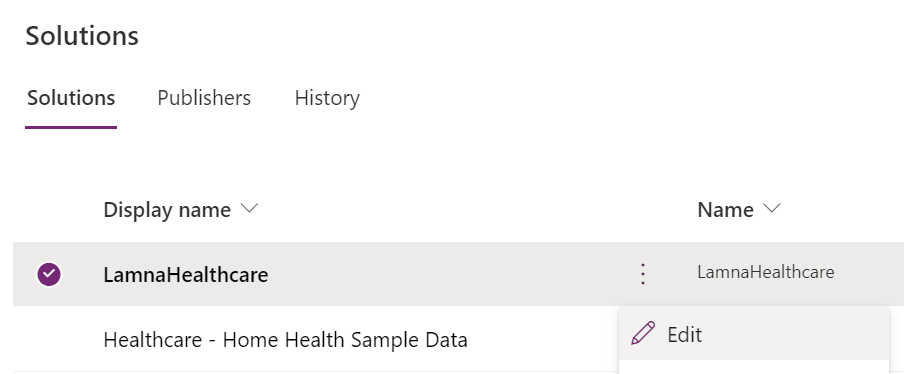 Solutions
Solutions Publishers History
Display name Name
LamnaHealthcare LamnaHealthcare
Edit
Healthcare - Home Health Sample Data